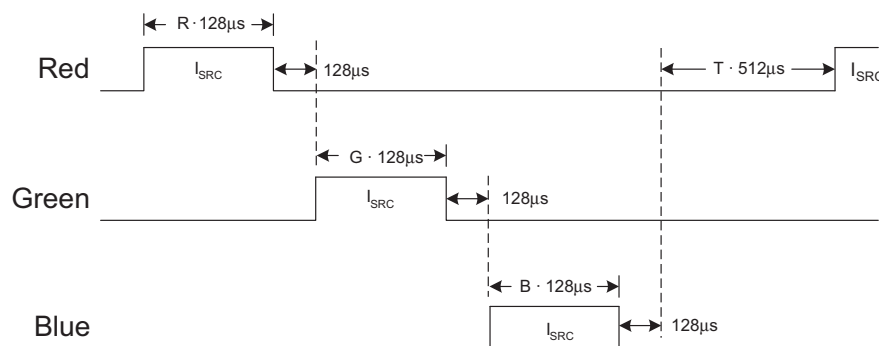 R · 128μs
Red
I_SRC
128μs
T · 512μs
I_SRC
G · 128μs
Green
I_SRC
128μs
B · 128μs
Blue
I_SRC
128μs